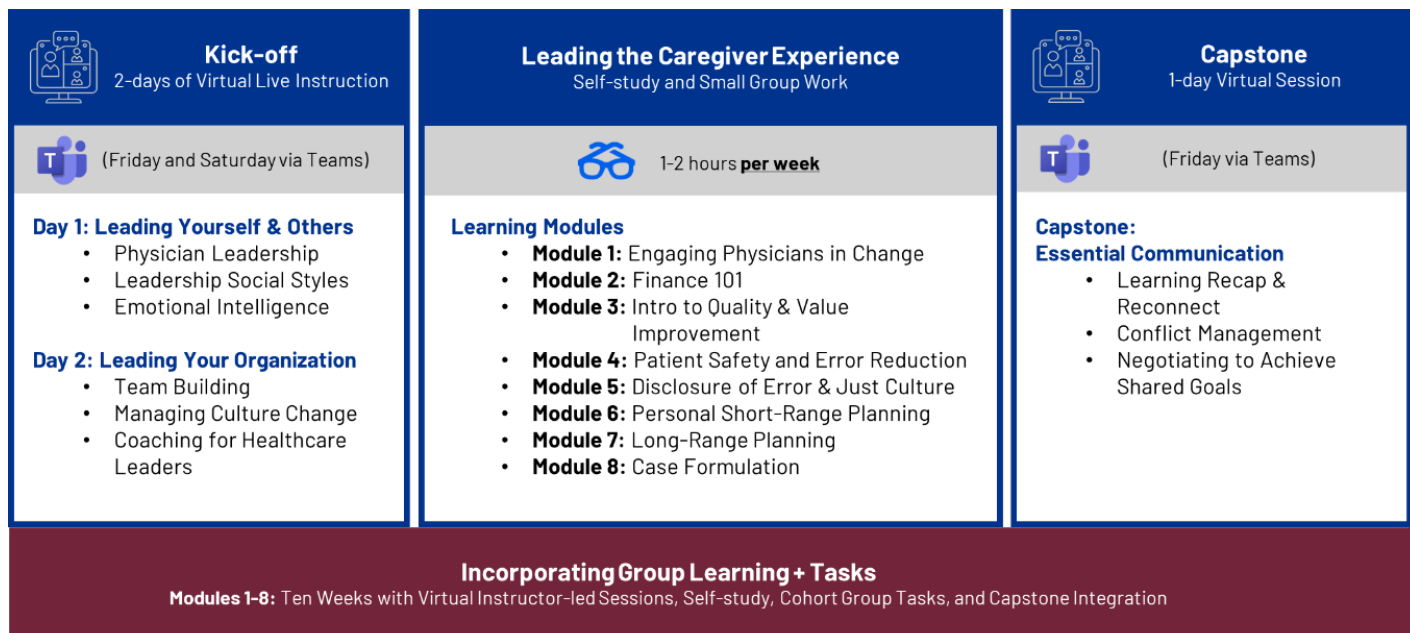 Kick-off
2-days of Virtual Live Instruction
T
(Friday and Saturday via Teams)
Day 1: Leading Yourself & Others
• Physician Leadership
• Leadership Social Styles
• Emotional Intelligence
Day 2: Leading Your Organization
• Team Building
• Managing Culture Change
• Coaching for Healthcare
Leaders
Leading the Caregiver Experience
Self-study and Small Group Work
1-2 hours per week
Learning Modules
• Module 1: Engaging Physicians in Change
• Module 2: Finance 101
• Module 3: Intro to Quality & Value
Improvement
• Module 4: Patient Safety and Error Reduction
• Module 5: Disclosure of Error & Just Culture
• Module 6: Personal Short-Range Planning
• Module 7: Long-Range Planning
• Module 8: Case Formulation
Capstone
1-day Virtual Session
T
(Friday via Teams)
Capstone:
Essential Communication
• Learning Recap &
Reconnect
• Conflict Management
• Negotiating to Achieve
Shared Goals
Incorporating Group Learning + Tasks
Modules 1-8: Ten Weeks with Virtual Instructor-led Sessions, Self-study, Cohort Group Tasks, and Capstone Integration